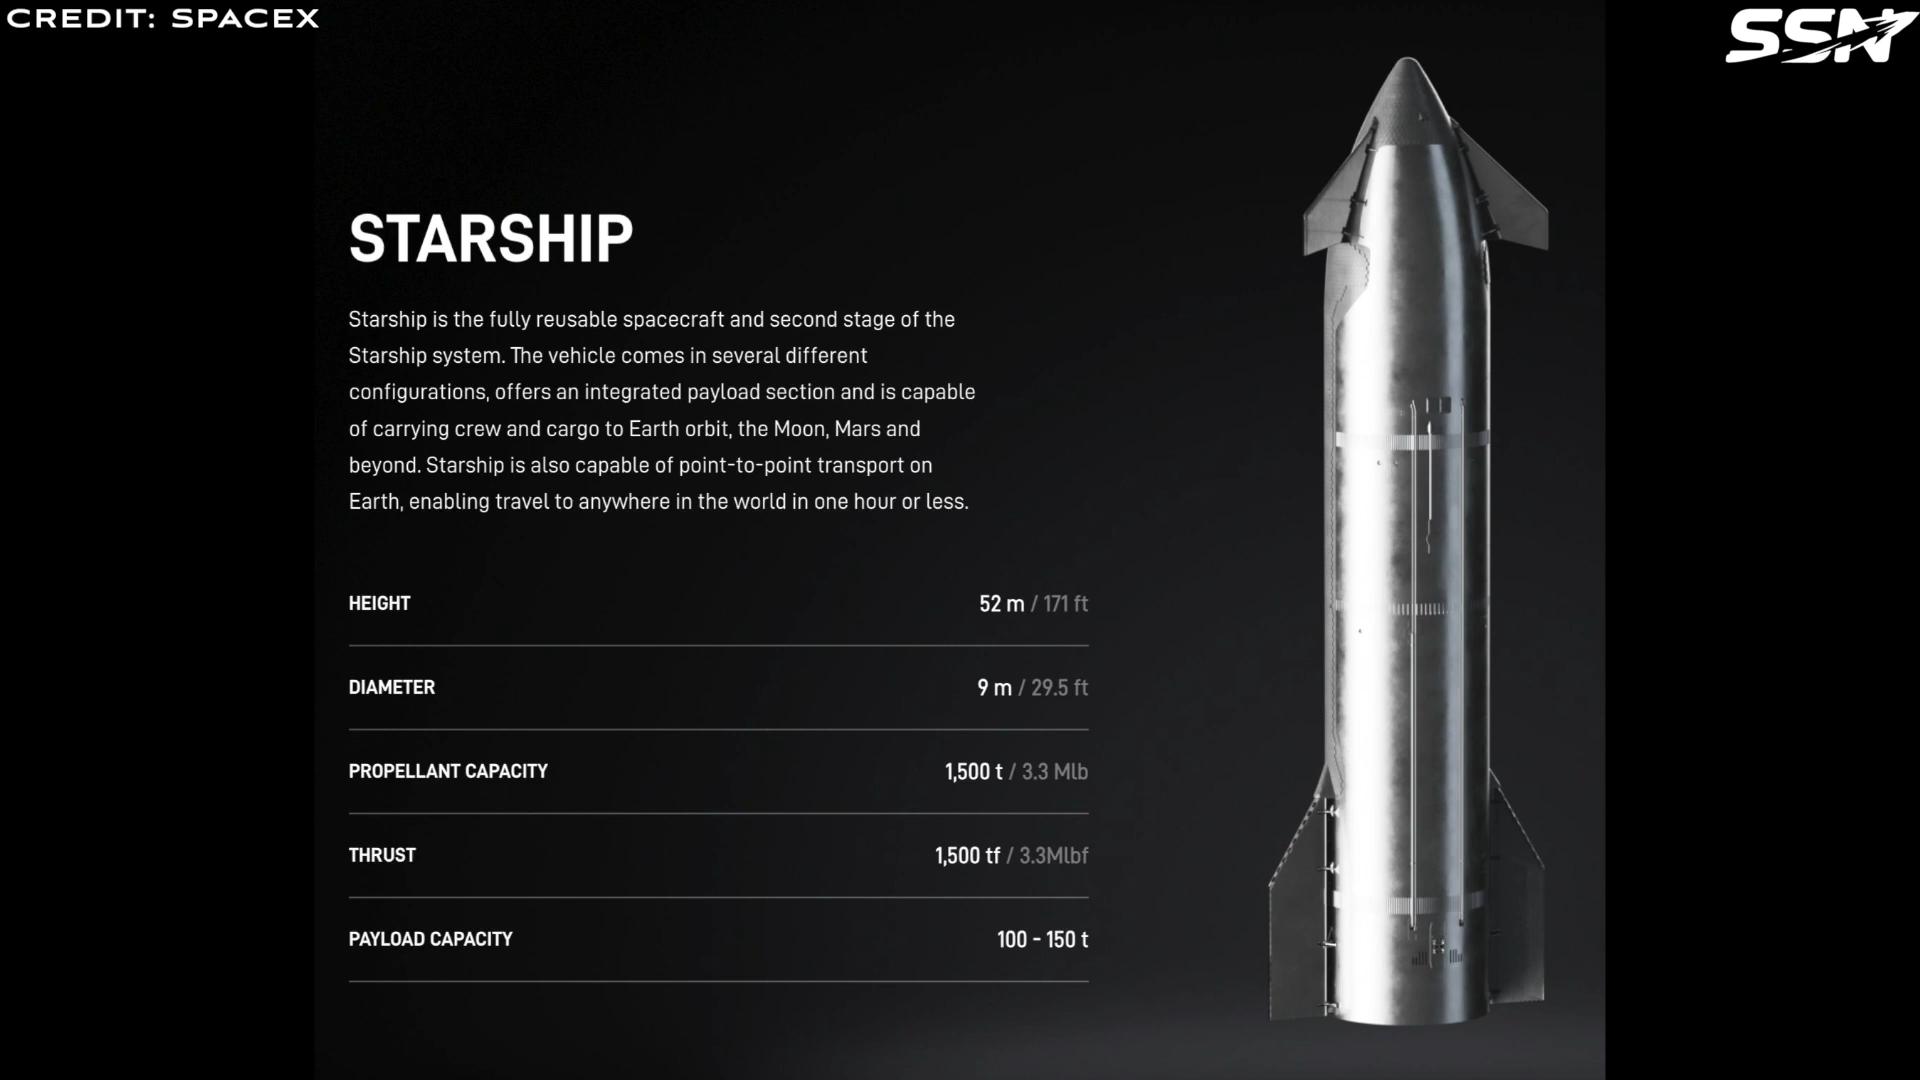 CREDIT: SPACEX
SSN
STARSHIP
Starship is the fully reusable spacecraft and second stage of the
Starship system. The vehicle comes in several different
configurations, offers an integrated payload section and is capable
of carrying crew and cargo to Earth orbit, the Moon, Mars and
beyond. Starship is also capable of point-to-point transport on
Earth, enabling travel to anywhere in the world in one hour or less.
HEIGHT 52 m / 171 ft
DIAMETER 9 m / 29.5 ft
PROPELLANT CAPACITY 1,500 t / 3.3 Mlb
THRUST 1,500 tf / 3.3Mlbf
PAYLOAD CAPACITY 100 - 150 t